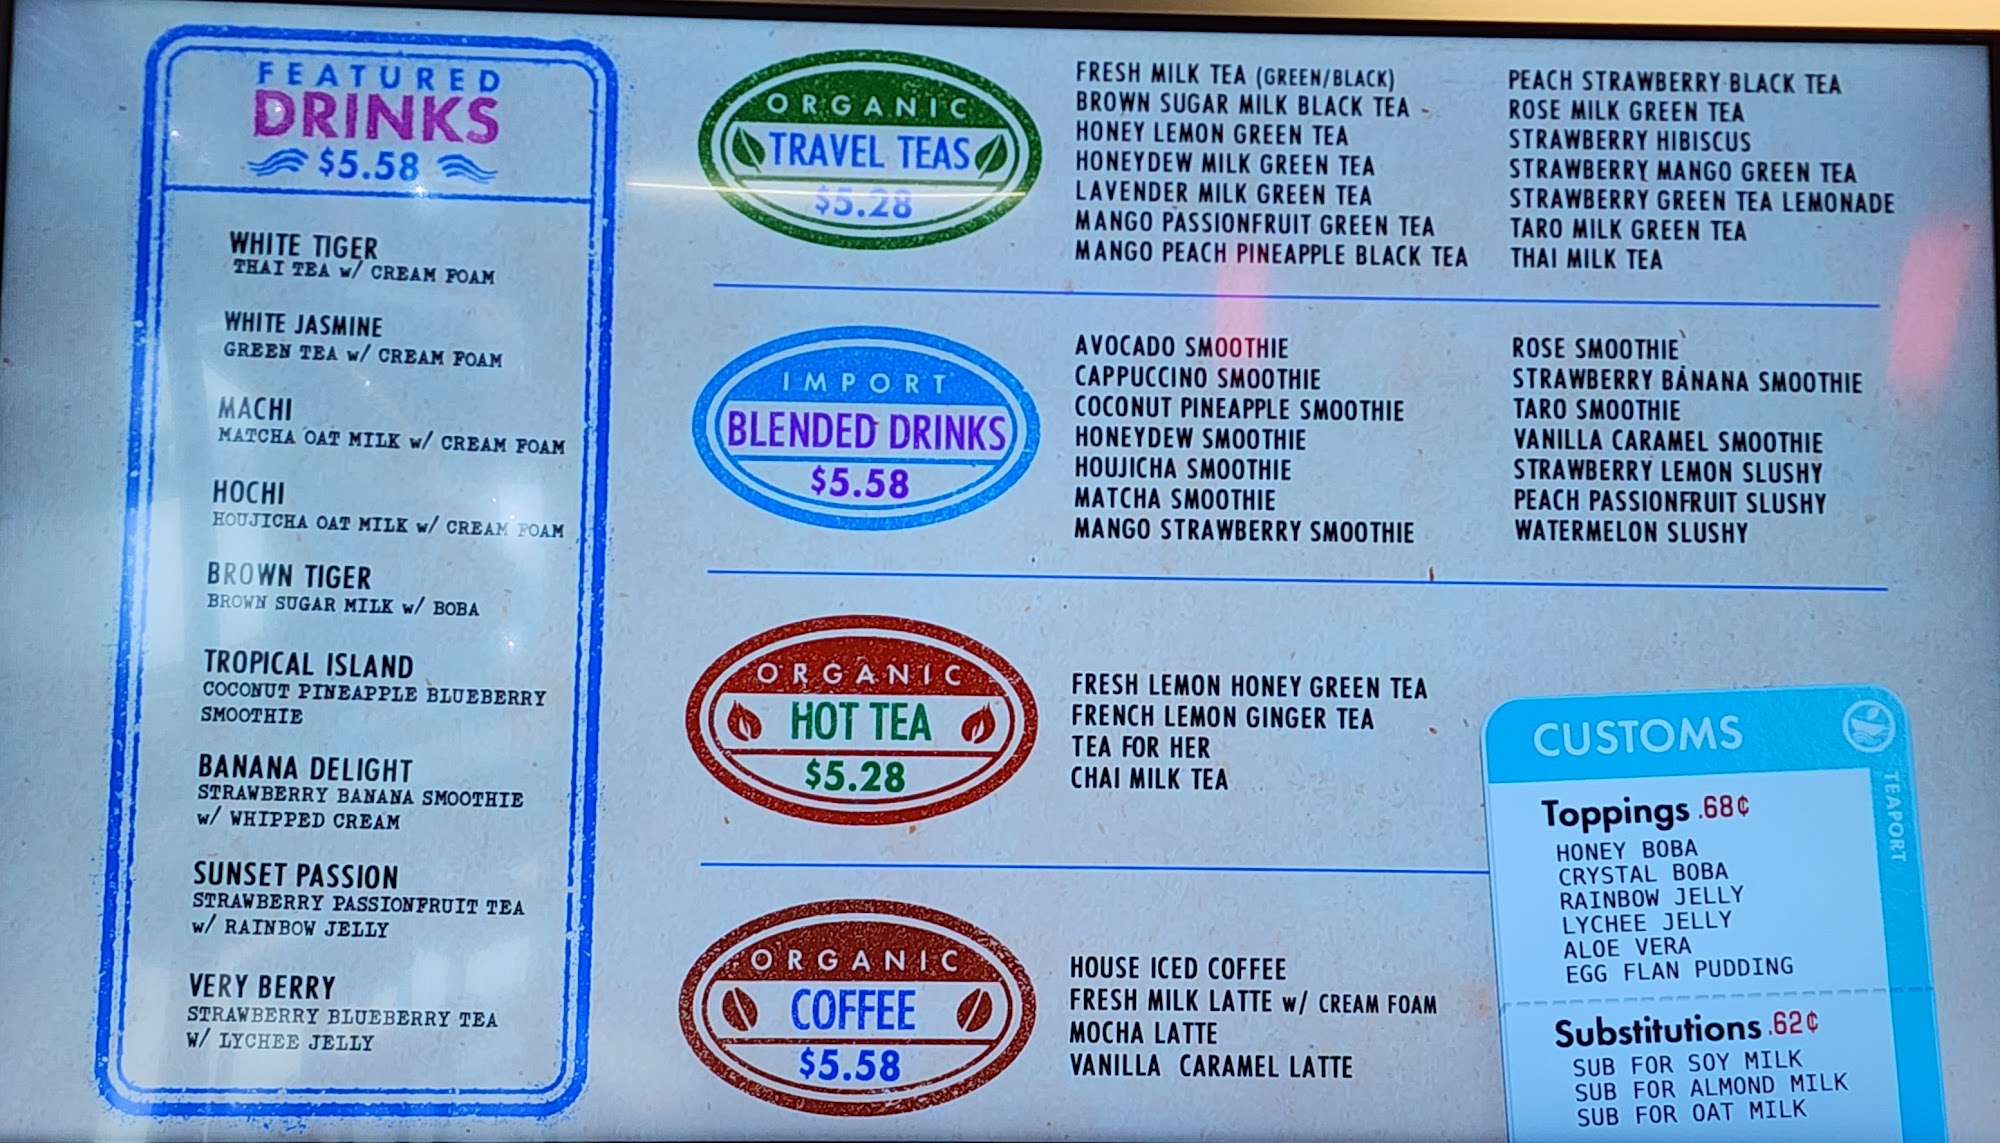 FEATURED
DRINKS
$5.58
WHITE TIGER
THAI TEA w/ CREAM FOAM
WHITE JASMINE
GREEN TEA w/ CREAM FOAM
MACHI
MATCHA OAT MILK w/ CREAM FOAM
HOCHI
HOUJICHA OAT MILK w/ CREAM FOAM
BROWN TIGER
BROWN SUGAR MILK w/ BOBA
TROPICAL ISLAND
COCONUT PINEAPPLE BLUEBERRY
SMOOTHIE
BANANA DELIGHT
STRAWBERRY BANANA SMOOTHIE
w/ WHIPPED CREAM
SUNSET PASSION
STRAWBERRY PASSIONFRUIT TEA
w/ RAINBOW JELLY
VERY BERRY
STRAWBERRY BLUEBERRY TEA
W/ LYCHEE JELLY
ORGANIC
TRAVEL TEAS
$5.28
FRESH MILK TEA (GREEN/BLACK)
BROWN SUGAR MILK BLACK TEA
HONEY LEMON GREEN TEA
HONEYDEW MILK GREEN TEA
LAVENDER MILK GREEN TEA
MANGO PASSIONFRUIT GREEN TEA
MANGO PEACH PINEAPPLE BLACK TEA
PEACH STRAWBERRY BLACK TEA
ROSE MILK GREEN TEA
STRAWBERRY HIBISCUS
STRAWBERRY MANGO GREEN TEA
STRAWBERRY GREEN TEA LEMONADE
TARO MILK GREEN TEA
THAI MILK TEA
IMPORT
BLENDED DRINKS
$5.58
AVOCADO SMOOTHIE
CAPPUCCINO SMOOTHIE
COCONUT PINEAPPLE SMOOTHIE
HONEYDEW SMOOTHIE
HOUJICHA SMOOTHIE
MATCHA SMOOTHIE
MANGO STRAWBERRY SMOOTHIE
ROSE SMOOTHIE
STRAWBERRY BANANA SMOOTHIE
TARO SMOOTHIE
VANILLA CARAMEL SMOOTHIE
STRAWBERRY LEMON SLUSHY
PEACH PASSIONFRUIT SLUSHY
WATERMELON SLUSHY
ORGANIC
HOT TEA
$5.28
FRESH LEMON HONEY GREEN TEA
FRENCH LEMON GINGER TEA
TEA FOR HER
CHAI MILK TEA
ORGANIC
COFFEE
$5.58
HOUSE ICED COFFEE
FRESH MILK LATTE w/ CREAM FOAM
MOCHA LATTE
VANILLA CARAMEL LATTE
CUSTOMS
TEAPORT
Toppings .68¢
HONEY BOBA
CRYSTAL BOBA
RAINBOW JELLY
LYCHEE JELLY
ALOE VERA
EGG FLAN PUDDING
Substitutions .62¢
SUB FOR SOY MILK
SUB FOR ALMOND MILK
SUB FOR OAT MILK